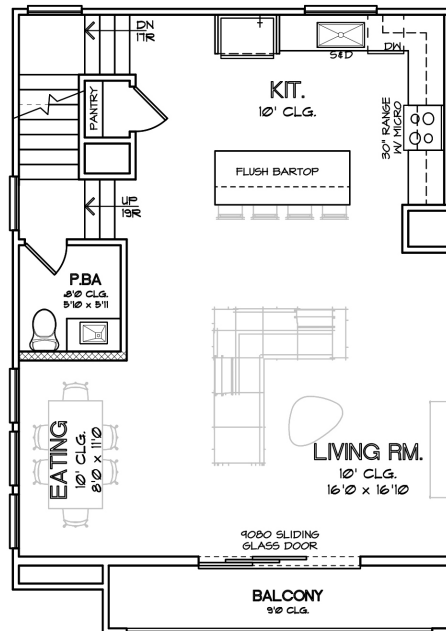 DN
17R
S&D
DW
KIT.
10' CLG.
PANTRY
30" RANGE
W/ MICRO
FLUSH BARTOP
UP
19R
P.BA
8'0 CLG.
5'10 x 5'11
EATING
10' CLG.
8'0 x 11'0
LIVING RM.
10' CLG.
16'0 x 16'10
9080 SLIDING
GLASS DOOR
BALCONY
9'0 CLG.